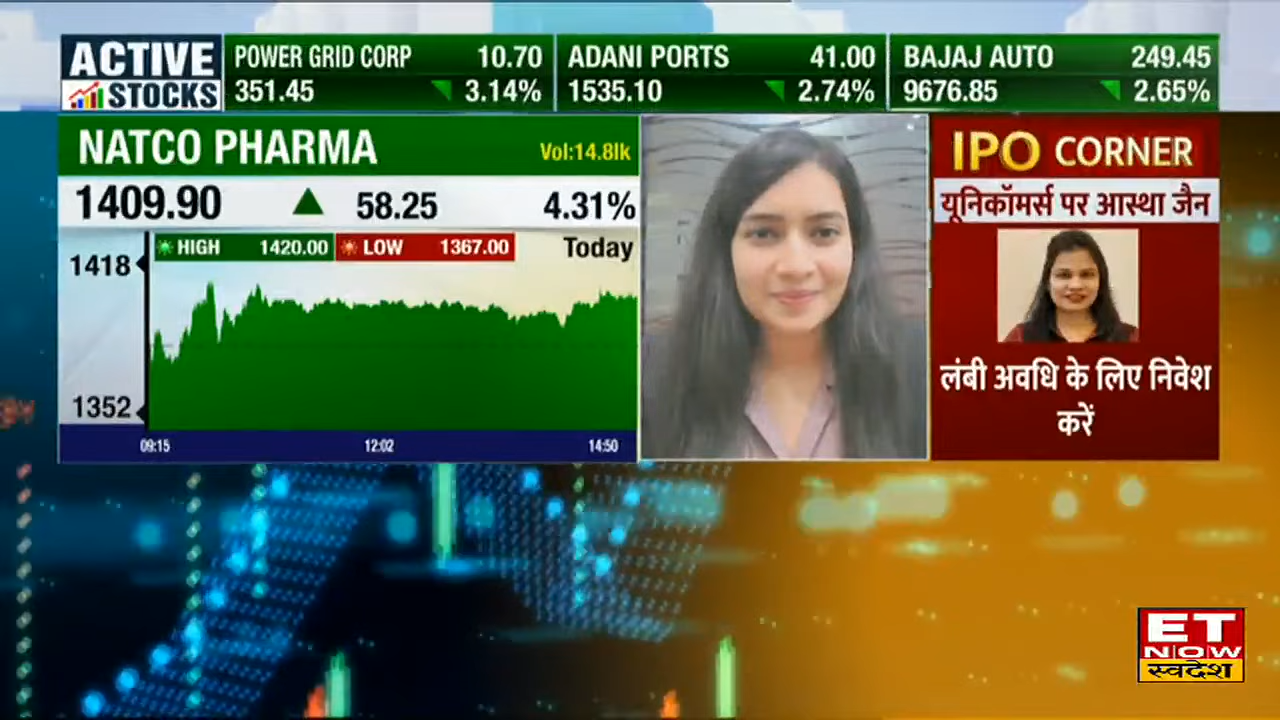 ACTIVE STOCKS
POWER GRID CORP 10.70
351.45 3.14%
ADANI PORTS 41.00
1535.10 2.74%
BAJAJ AUTO 249.45
9676.85 2.65%
NATCO PHARMA Vol:14.8lk
1409.90 58.25 4.31%
HIGH 1420.00 LOW 1367.00 Today
1418
1352
09:15 12:02 14:50
IPO CORNER
यूनिकॉमर्स पर आस्था जैन
लंबी अवधि के लिए निवेश
करें
ET
NOW
स्वदेश